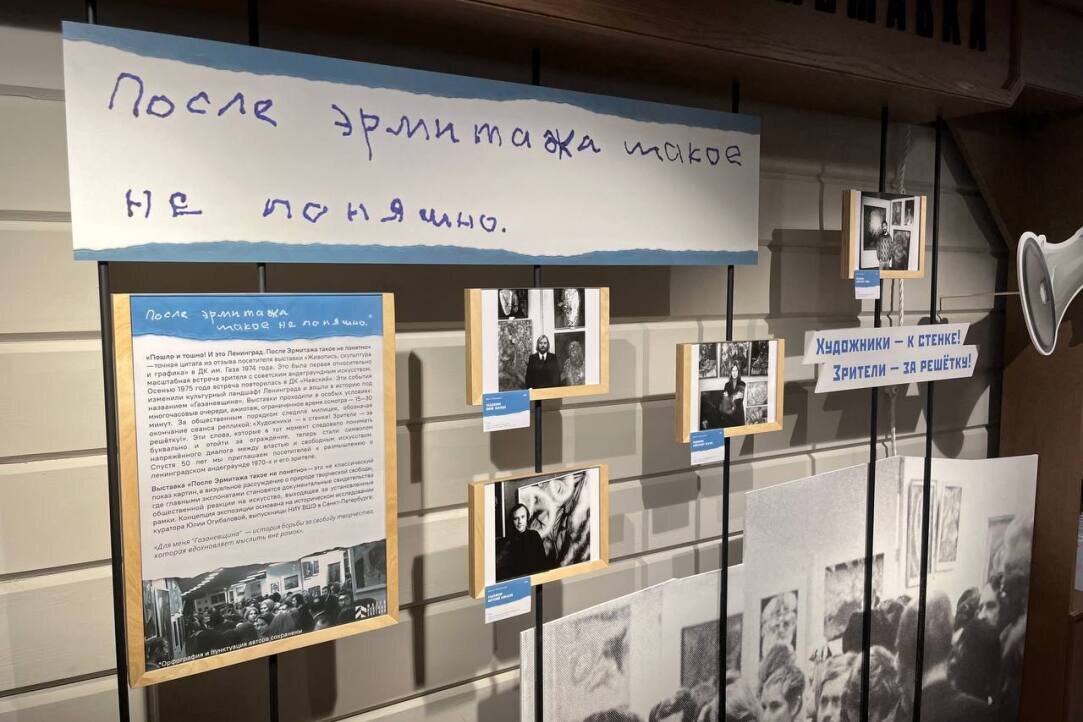 После эрмитажа такое
не понятно.
После эрмитажа
такое не понятно.*
«Пошло и тошно! И это Ленинград. После Эрмитажа такое не понятно»
— точная цитата из отзыва посетителя выставки «Живопись, скульптура
и графика» в ДК им. Газа 1974 года. Это была первая относительно
масштабная встреча зрителя с советским андеграундным искусством.
Осенью 1975 года встреча повторилась в ДК «Невский». Эти события
изменили культурный ландшафт Ленинграда и вошли в историю под
названием «Газаневщина». Выставки проходили в особых условиях:
многочасовые очереди, ажиотаж, ограниченное время осмотра — 15—30
минут. За общественным порядком следила милиция, обозначая
окончание сеанса репликой: «Художники — к стенке! Зрители — за
решётку!». Эти слова, которые в тот момент следовало понимать
буквально и отойти за ограждение, теперь стали символом
напряжённого диалога между властью и свободным искусством.
Спустя 50 лет мы приглашаем посетителей к размышлению о
ленинградском андеграунде 1970-х и его зрителе.
Выставка «После Эрмитажа такое не понятно» — это не классический
показ картин, а визуальное рассуждение о природе творческой свободы,
где главными экспонатами становятся документальные свидетельства
общественной реакции на искусство, выходящее за установленные
рамки. Концепция экспозиции основана на историческом исследовании
куратора Юлии Огибаловой, выпускницы НИУ ВШЭ в Санкт-Петербурге.
«Для меня "Газаневщина" — история борьбы за свободу творчества,
которая вдохновляет мыслить вне рамок».
*Орфография и пунктуация автора сохранены
Художники — к стенке!
Зрители — за решётку!